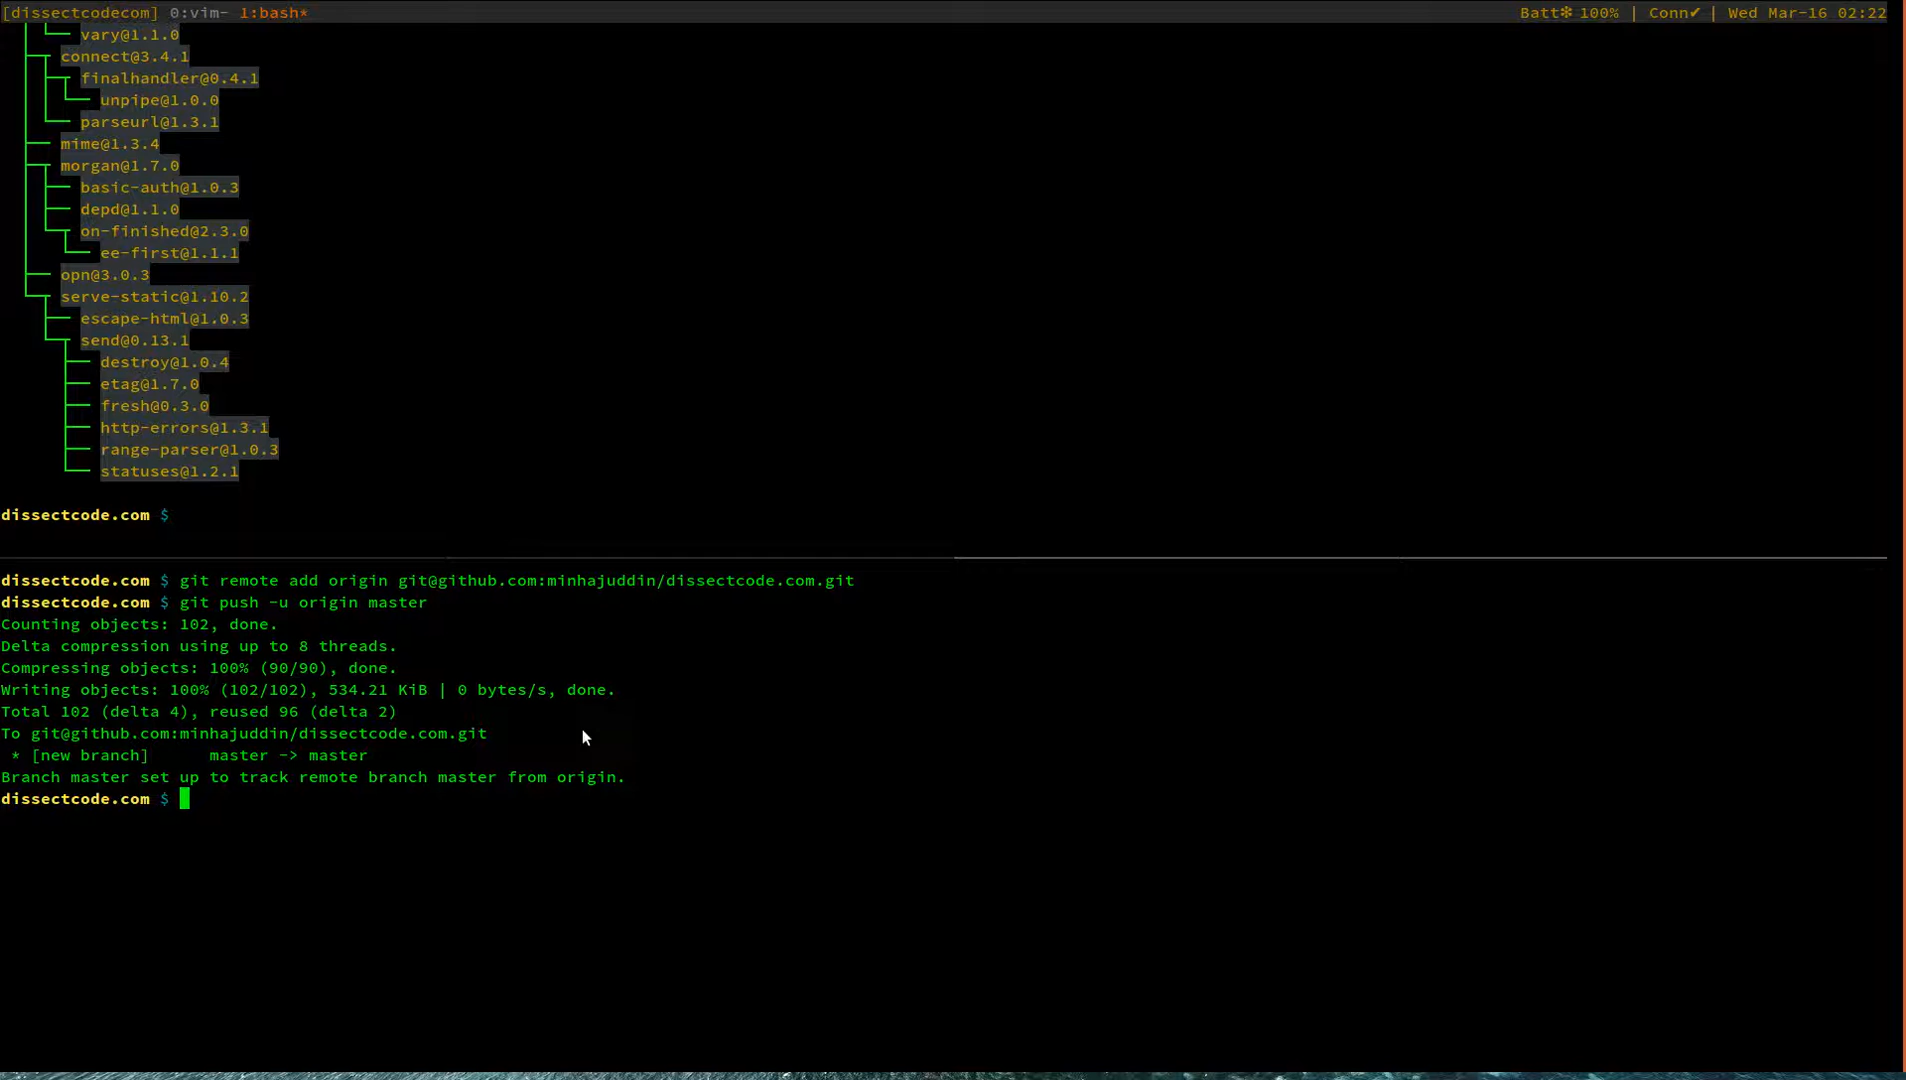 [dissectcodecom] 0:vim- 1:bash* Batt❇ 100% | Conn✔ | Wed Mar-16 02:22
│ └── vary@1.1.0
├─┬ connect@3.4.1
│ ├─┬ finalhandler@0.4.1
│ │ └── unpipe@1.0.0
│ └── parseurl@1.3.1
├── mime@1.3.4
├─┬ morgan@1.7.0
│ ├── basic-auth@1.0.3
│ ├── depd@1.1.0
│ └─┬ on-finished@2.3.0
│   └── ee-first@1.1.1
├── opn@3.0.3
└─┬ serve-static@1.10.2
  ├── escape-html@1.0.3
  └─┬ send@0.13.1
    ├── destroy@1.0.4
    ├── etag@1.7.0
    ├── fresh@0.3.0
    ├── http-errors@1.3.1
    ├── range-parser@1.0.3
    └── statuses@1.2.1
dissectcode.com $
dissectcode.com $ git remote add origin git@github.com:minhajuddin/dissectcode.com.git
dissectcode.com $ git push -u origin master
Counting objects: 102, done.
Delta compression using up to 8 threads.
Compressing objects: 100% (90/90), done.
Writing objects: 100% (102/102), 534.21 KiB | 0 bytes/s, done.
Total 102 (delta 4), reused 96 (delta 2)
To git@github.com:minhajuddin/dissectcode.com.git
 * [new branch]      master -> master
Branch master set up to track remote branch master from origin.
dissectcode.com $